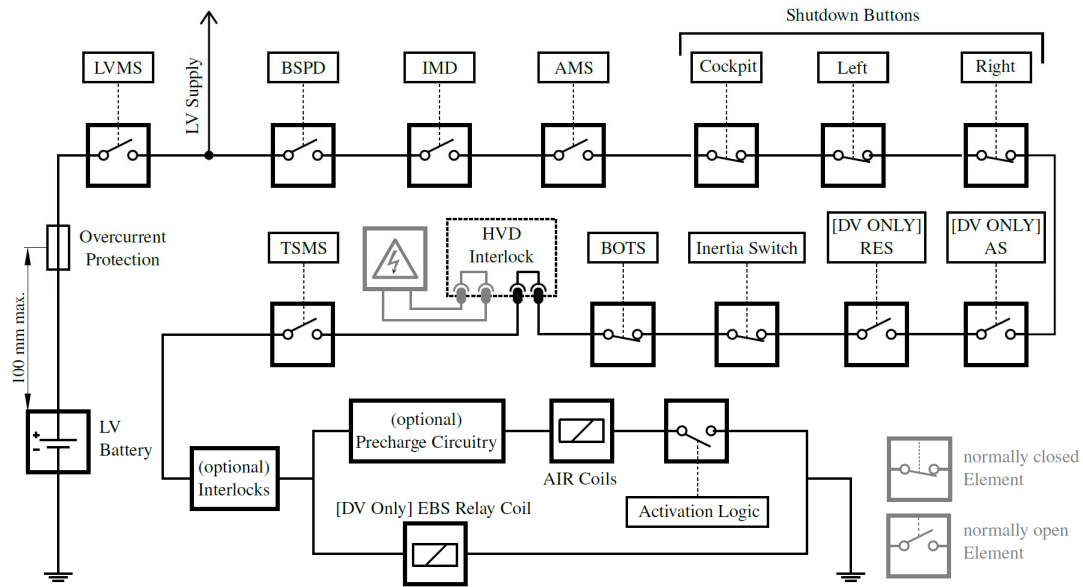 Shutdown Buttons
LVMS
LV Supply
BSPD
IMD
AMS
Cockpit
Left
Right
Overcurrent
Protection
100 mm max.
TSMS
HVD
Interlock
BOTS
Inertia Switch
[DV ONLY]
RES
[DV ONLY]
AS
+
-
LV
Battery
(optional)
Interlocks
(optional)
Precharge Circuitry
AIR Coils
Activation Logic
[DV Only] EBS Relay Coil
normally closed
Element
normally open
Element